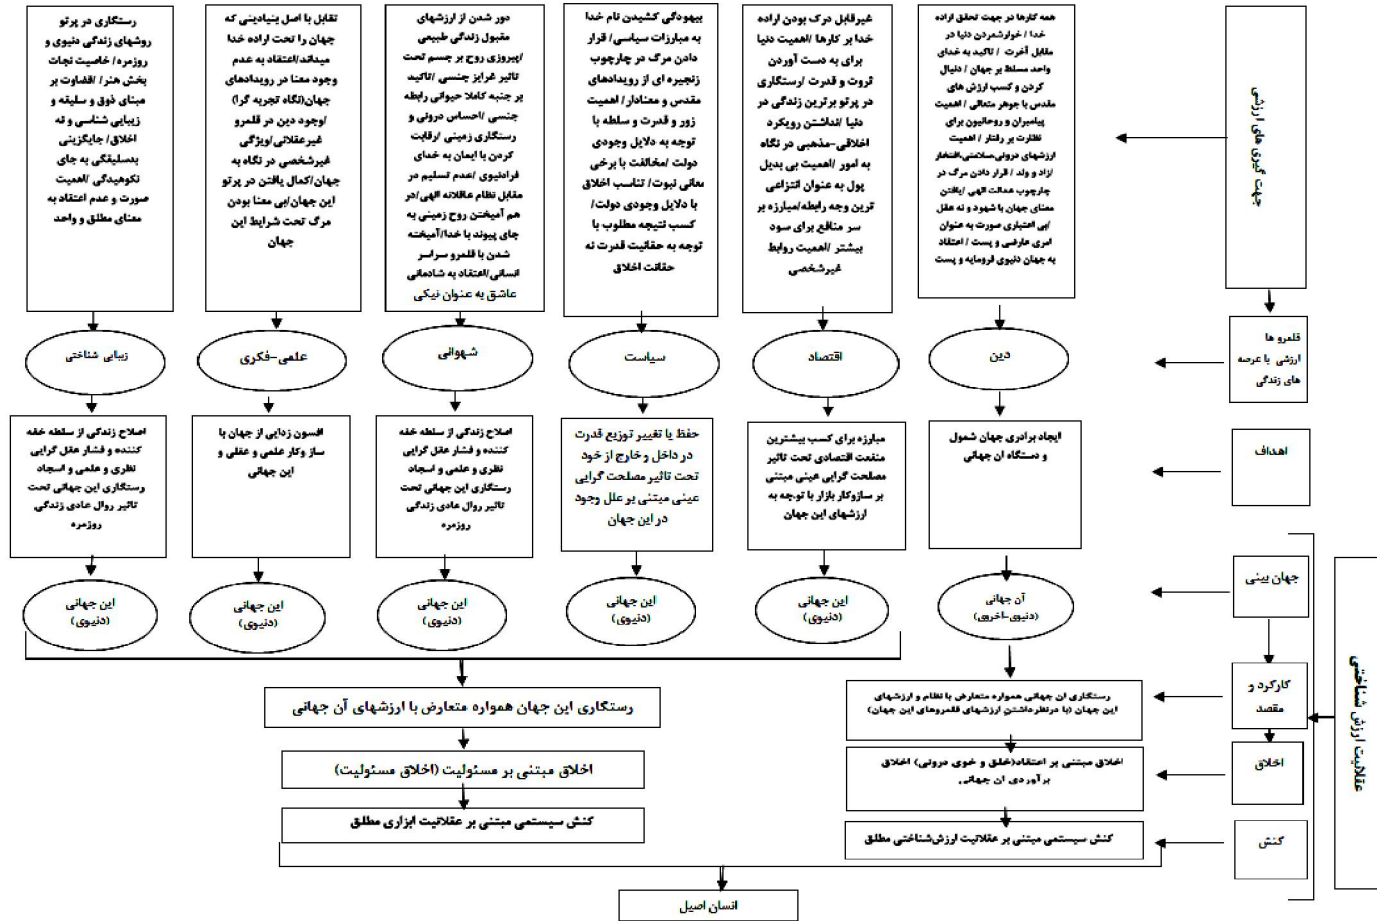 جهت گیری های ارزشی
همه کارها در جهت تحقق اراده
خدا / خوارشمردن دنیا در
مقابل آخرت / تاکید به خدای
واحد مسلط بر جهان / دنبال
کردن و کسب ارزش های
مقدس با جوهر متعالی / اهمیت
پیامبران و روحانیون برای
نظارت بر رفتار / اهمیت
ارزشهای درونی،سلامتی،افتخار
/زاد و ولد / قرار دادن مرگ در
چارچوب عدالت الهی /یافتن
معنای جهان با شهود و نه عقل
/بی اعتباری صورت به عنوان
امری عارضی و پست / اعتقاد
به جهان دنیوی فرومایه و پست
غیرقابل درک بودن اراده
خدا بر کارها /اهمیت دنیا
برای به دست آوردن
ثروت و قدرت /رستگاری
در پرتو برترین زندگی در
دنیا /نداشتن رویکرد
اخلاقی-مذهبی در نگاه
به امور /اهمیت بی بدیل
پول به عنوان انتزاعی
ترین وجه رابطه/مبارزه بر
سر منافع برای سود
بیشتر /اهمیت روابط
غیرشخصی
بیهودگی کشیدن نام خدا
به مبارزات سیاسی/ قرار
دادن مرگ در چارچوب
زنجیره ای از رویدادهای
مقدس و معنادار/ اهمیت
زور و قدرت و سلطه با
توجه به دلایل وجودی
دولت /مخالفت با برخی
معانی نبوت/ تناسب اخلاق
با دلایل وجودی دولت/
کسب نتیجه مطلوب با
توجه به حقانیت قدرت نه
حقانت اخلاق
دور شدن از ارزشهای
مقبول زندگی طبیعی
/پیروزی روح بر جسم تحت
تاثیر غرایز جنسی /تاکید
بر جنبه کاملا حیوانی رابطه
جنسی /احساس درونی و
رستگاری زمینی /رقابت
کردن با ایمان به خدای
فرادنیوی /عدم تسلیم در
مقابل نظام عاقلانه الهی/در
هم آمیختن روح زمینی به
جای پیوند با خدا/آمیخته
شدن با قلمرو سراسر
انسانی/اعتقاد به شادمانی
عاشق به عنوان نیکی
تقابل با اصل بنیادینی که
جهان را تحت اراده خدا
میداند/اعتقاد به عدم
وجود معنا در رویدادهای
جهان(نگاه تجربه گرا)
/وجود دین در قلمرو
غیرعقلانی/ویژگی
غیرشخصی در نگاه به
جهان/کمال یافتن در پرتو
این جهان/بی معنا بودن
مرگ تحت شرایط این
جهان
رستگاری در پرتو
روشهای زندگی دنیوی و
روزمره/ خاصیت نجات
بخش هنر/ /قضاوت بر
مبنای ذوق و سلیقه و
زیبایی شناسی و نه
اخلاق/ جایگزینی
بدسلیقگی به جای
نکوهیدگی /اهمیت
صورت و عدم اعتقاد به
معنای مطلق و واحد
قلمرو ها
ارزشی یا عرصه
های زندگی
دین
اقتصاد
سیاست
شهوانی
علمی-فکری
زیبایی شناختی
اهداف
ایجاد برادری جهان شمول
و دستگاه ان جهانی
مبارزه برای کسب بیشترین
منفعت اقتصادی تحت تاثیر
مصلحت گرایی عینی مبتنی
بر سازوکار بازار با توجه به
ارزشهای این جهان
حفظ یا تغییر توزیع قدرت
در داخل و خارج از خود
تحت تاثیر مصلحت گرایی
عینی مبتنی بر علل وجود
در این جهان
اصلاح زندگی از سلطه خفه
کننده و فشار عقل گرایی
نظری و علمی و اسجاد
رستگاری این جهانی تحت
تاثیر روال عادی زندگی
روزمره
افسون زدایی از جهان با
ساز وکار علمی و عقلی و
این جهانی
اصلاح زندگی از سلطه خفه
کننده و فشار عقل گرایی
نظری و علمی و اسجاد
رستگاری این جهانی تحت
تاثیر روال عادی زندگی
روزمره
عقلانیت ارزش شناختی
جهان بینی
آن جهانی
(دنیوی-اخروی)
این جهانی
(دنیوی)
این جهانی
(دنیوی)
این جهانی
(دنیوی)
این جهانی
(دنیوی)
این جهانی
(دنیوی)
کارکرد و
مقصد
رستگاری ان جهانی همواره متعارض با نظام و ارزشهای
این جهان (با درنظرداشتن ارزشهای قلمروهای این جهان)
رستگاری این جهان همواره متعارض با ارزشهای آن جهانی
اخلاق
اخلاق مبتنی بر اعتقاد(خلق و خوی درونی) اخلاق
برآوردی ان جهانی
اخلاق مبتنی بر مسئولیت (اخلاق مسئولیت)
کنش
کنش سیستمی مبتنی بر عقلانیت ارزش‌شناختی مطلق
کنش سیستمی مبتنی بر عقلانیت ابزاری مطلق
انسان اصیل